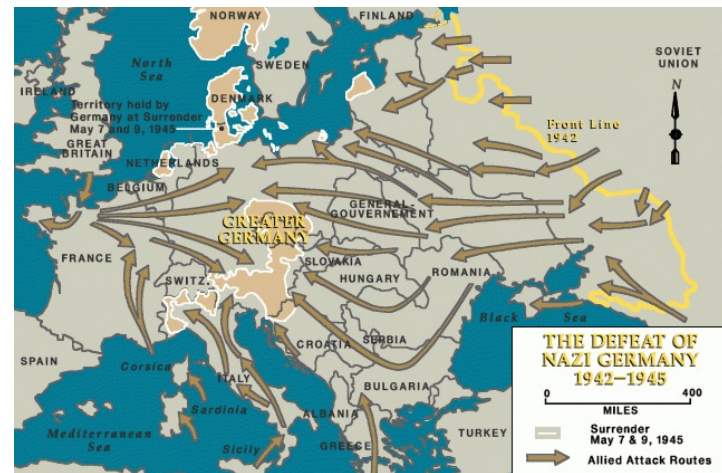 NORWAY
FINLAND
North
Sea
SWEDEN
SOVIET
UNION
N
IRELAND
Territory held by
Germany at Surrender
May 7 and 9, 1945
DENMARK
Front Line
1942
GREAT
BRITAIN
NETHERLANDS
BELGIUM
GREATER
GERMANY
GENERAL-
GOUVERNEMENT
FRANCE
SWITZ.
SLOVAKIA
HUNGARY
ROMANIA
Black Sea
CROATIA
SERBIA
SPAIN
Corsica
ITALY
BULGARIA
Sardinia
ALBANIA
Mediterranean
Sea
Sicily
GREECE
TURKEY
THE DEFEAT OF
NAZI GERMANY
1942–1945
0 400
MILES
Surrender
May 7 & 9, 1945
Allied Attack Routes